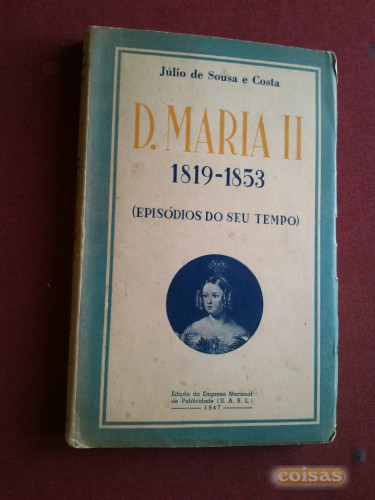 Júlio de Sousa e Costa
D. MARIA II
1819-1853
(EPISÓDIOS DO SEU TEMPO)
Edição da Empresa Nacional
de Publicidade (S. A. R. L.)
1947
coisas